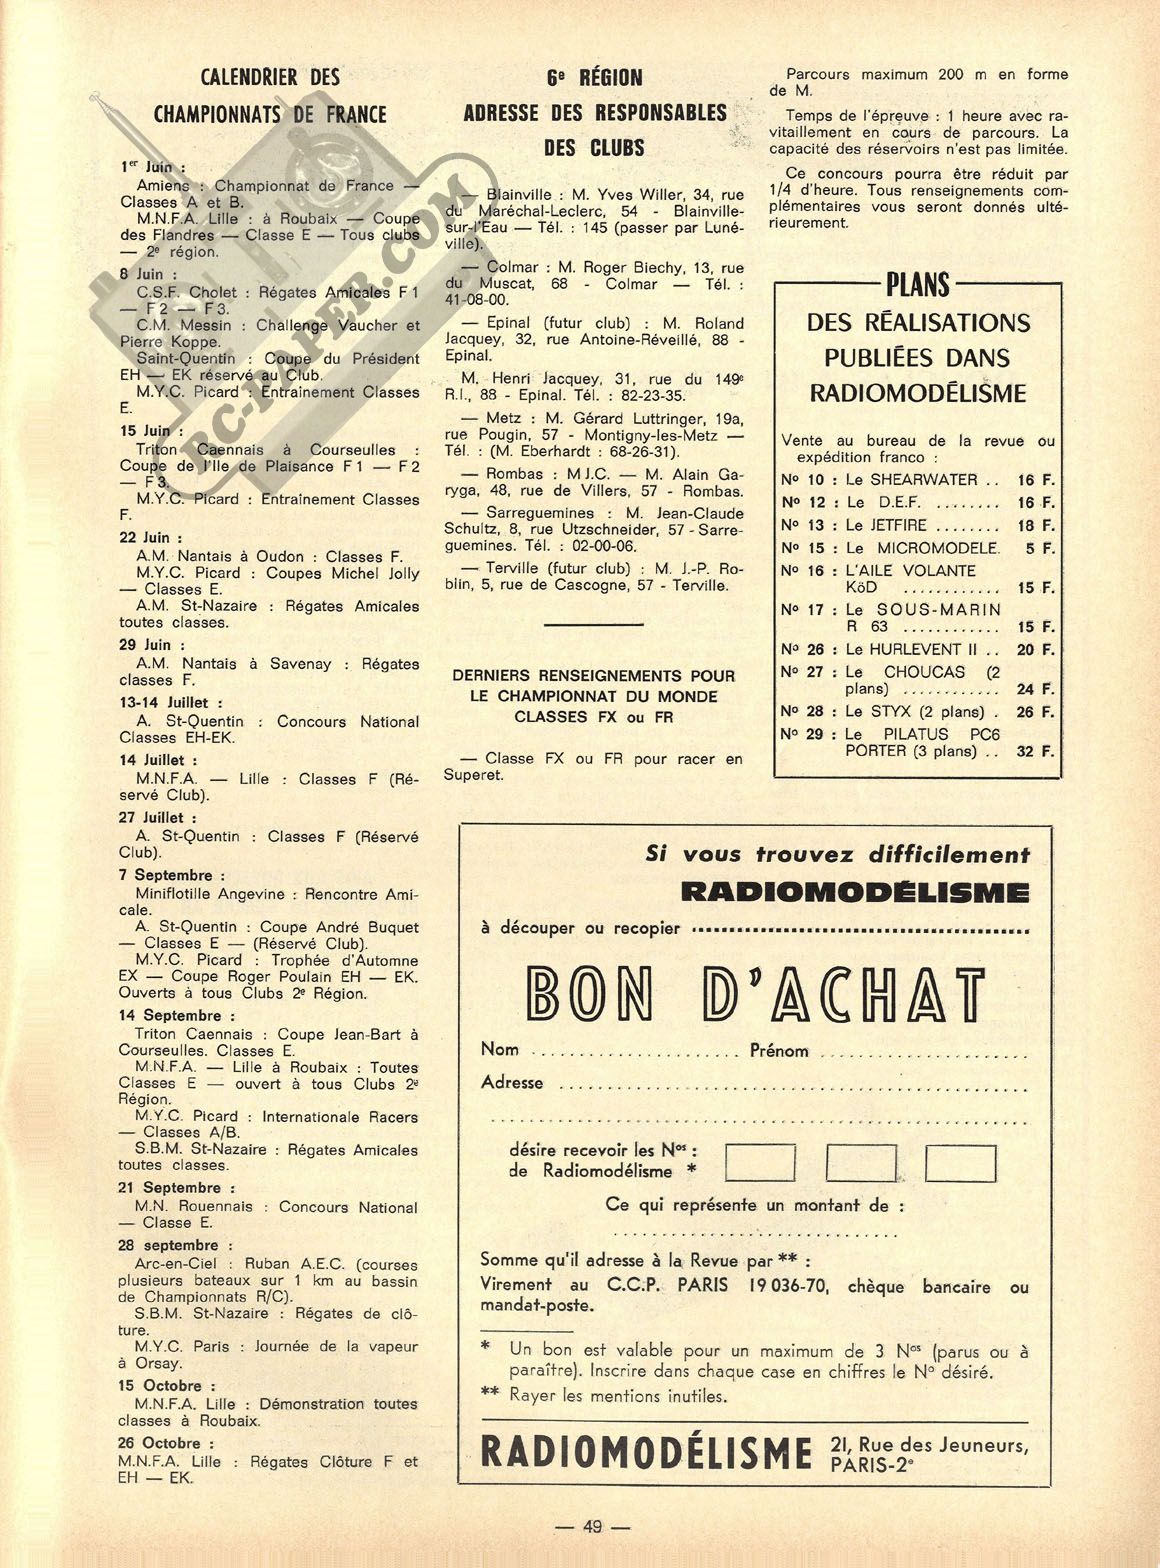 CALENDRIER DES
CHAMPIONNATS DE FRANCE
1er Juin :
Amiens : Championnat de France —
Classes A et B.
M.N.F.A. Lille : à Roubaix — Coupe
des Flandres — Classe E — Tous clubs
— 2e région.
8 Juin :
C.S.F. Cholet : Régates Amicales F 1
— F 2 — F 3.
C.M. Messin : Challenge Vaucher et
Pierre Koppe.
Saint-Quentin : Coupe du Président
EH — EK réservé au Club.
M.Y.C. Picard : Entraînement Classes
E.
15 Juin :
Triton Caennais à Courseulles :
Coupe de l'Ile de Plaisance F 1 — F 2
— F 3.
M.Y.C. Picard : Entraînement Classes
F.
22 Juin :
A.M. Nantais à Oudon : Classes F.
M.Y.C. Picard : Coupes Michel Jolly
— Classes E.
A.M. St-Nazaire : Régates Amicales
toutes classes.
29 Juin :
A.M. Nantais à Savenay : Régates
classes F.
13-14 Juillet :
A. St-Quentin : Concours National
Classes EH-EK.
14 Juillet :
M.N.F.A. — Lille : Classes F (Ré-
servé Club).
27 Juillet :
A. St-Quentin : Classes F (Réservé
Club).
7 Septembre :
Miniflotille Angevine : Rencontre Ami-
cale.
A. St-Quentin : Coupe André Buquet
— Classes E — (Réservé Club).
M.Y.C. Picard : Trophée d'Automne
EX — Coupe Roger Poulain EH — EK.
Ouverts à tous Clubs 2e Région.
14 Septembre :
Triton Caennais : Coupe Jean-Bart à
Courseulles. Classes E.
M.N.F.A. — Lille à Roubaix : Toutes
Classes E — ouvert à tous Clubs 2e
Région.
M.Y.C. Picard : Internationale Racers
— Classes A/B.
S.B.M. St-Nazaire : Régates Amicales
toutes classes.
21 Septembre :
M.N. Rouennais : Concours National
— Classe E.
28 septembre :
Arc-en-Ciel : Ruban A.E.C. (courses
plusieurs bateaux sur 1 km au bassin
de Championnats R/C).
S.B.M. St-Nazaire : Régates de clô-
ture.
M.Y.C. Paris : Journée de la vapeur
à Orsay.
15 Octobre :
M.N.F.A. Lille : Démonstration toutes
classes à Roubaix.
26 Octobre :
M.N.F.A. Lille : Régates Clôture F et
EH — EK.
6e RÉGION
ADRESSE DES RESPONSABLES
DES CLUBS
— Blainville : M. Yves Willer, 34, rue
du Maréchal-Leclerc, 54 - Blainville-
sur-l'Eau — Tél. : 145 (passer par Luné-
ville).
— Colmar : M. Roger Biechy, 13, rue
du Muscat, 68 - Colmar — Tél. :
41-08-00.
— Epinal (futur club) : M. Roland
Jacquey, 32, rue Antoine-Réveillé, 88 -
Epinal.
M. Henri Jacquey, 31, rue du 149e
R.I., 88 - Epinal. Tél. : 82-23-35.
— Metz : M. Gérard Luttringer, 19a,
rue Pougin, 57 - Montigny-les-Metz —
Tél. : (M. Eberhardt : 68-26-31).
— Rombas : MJ.C. — M. Alain Ga-
ryga, 48, rue de Villers, 57 - Rombas.
— Sarreguemines : M. Jean-Claude
Schultz, 8, rue Utzschneider, 57 - Sarre-
guemines. Tél. : 02-00-06.
— Terville (futur club) : M. J.-P. Ro-
blin, 5, rue de Cascogne, 57 - Terville.
DERNIERS RENSEIGNEMENTS POUR
LE CHAMPIONNAT DU MONDE
CLASSES FX ou FR
— Classe FX ou FR pour racer en
Superet.
Parcours maximum 200 m en forme
de M.
Temps de l'épreuve : 1 heure avec ra-
vitaillement en cours de parcours. La
capacité des réservoirs n'est pas limitée.
Ce concours pourra être réduit par
1/4 d'heure. Tous renseignements com-
plémentaires vous seront donnés ulté-
rieurement.
PLANS
DES RÉALISATIONS
PUBLIÉES DANS
RADIOMODÉLISME
Vente au bureau de la revue ou
expédition franco :
No 10 : Le SHEARWATER .. 16 F.
No 12 : Le D.E.F. ........ 16 F.
No 13 : Le JETFIRE ........ 18 F.
No 15 : Le MICROMODELE. 5 F.
No 16 : L'AILE VOLANTE
KöD ............ 15 F.
No 17 : Le SOUS-MARIN
R 63 ............ 15 F.
No 26 : Le HURLEVENT II .. 20 F.
No 27 : Le CHOUCAS (2
plans) ............ 24 F.
No 28 : Le STYX (2 plans) . 26 F.
No 29 : Le PILATUS PC6
PORTER (3 plans) .. 32 F.
Si vous trouvez difficilement
RADIOMODÉLISME
à découper ou recopier
BON D'ACHAT
Nom ..................... Prénom .....................
Adresse ...............................................
désire recevoir les Nos :
de Radiomodélisme *
Ce qui représente un montant de :
Somme qu'il adresse à la Revue par ** :
Virement au C.C.P. PARIS 19 036-70, chèque bancaire ou
mandat-poste.
* Un bon est valable pour un maximum de 3 Nos (parus ou à
paraître). Inscrire dans chaque case en chiffres le No désiré.
** Rayer les mentions inutiles.
RADIOMODÉLISME 21, Rue des Jeuneurs,
PARIS-2e
— 49 —
RC-PAPER.COM